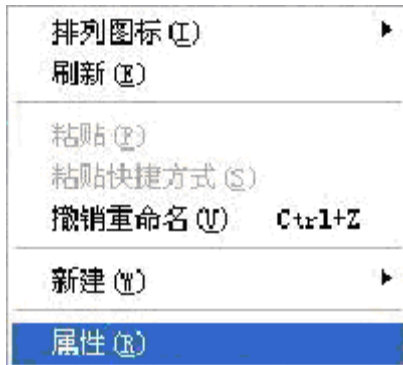 排列图标(I)
刷新(E)
粘贴(P)
粘贴快捷方式(S)
撤销重命名(U) Ctrl+Z
新建(W)
属性(R)